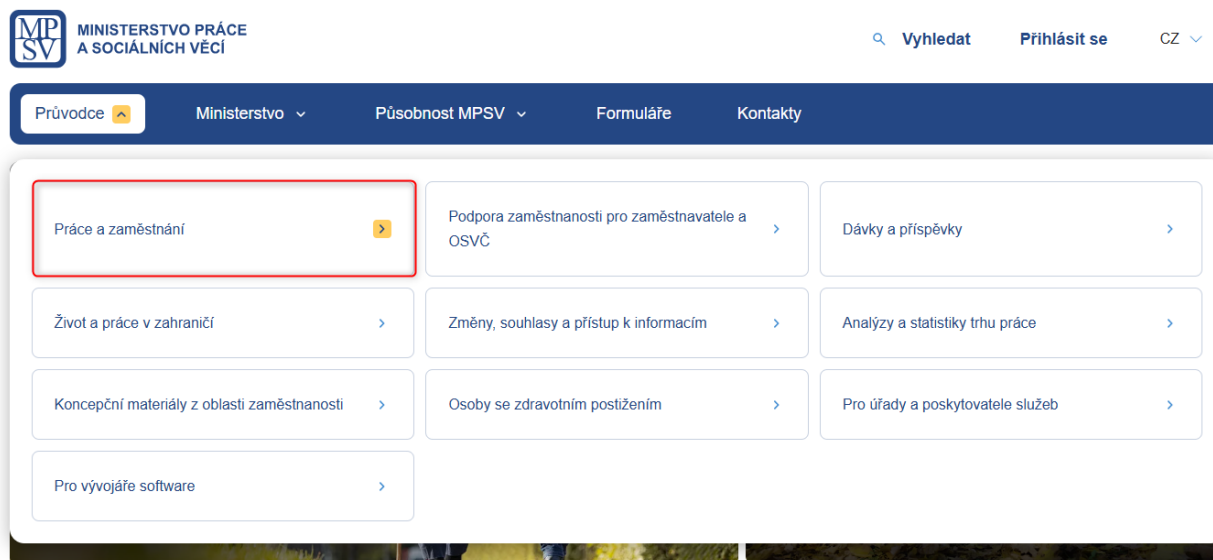 MP
SV
MINISTERSTVO PRÁCE
A SOCIÁLNÍCH VĚCÍ
Vyhledat
Přihlásit se
CZ
Průvodce
Ministerstvo
Působnost MPSV
Formuláře
Kontakty
Práce a zaměstnání
Podpora zaměstnanosti pro zaměstnavatele a
OSVČ
Dávky a příspěvky
Život a práce v zahraničí
Změny, souhlasy a přístup k informacím
Analýzy a statistiky trhu práce
Koncepční materiály z oblasti zaměstnanosti
Osoby se zdravotním postižením
Pro úřady a poskytovatele služeb
Pro vývojáře software